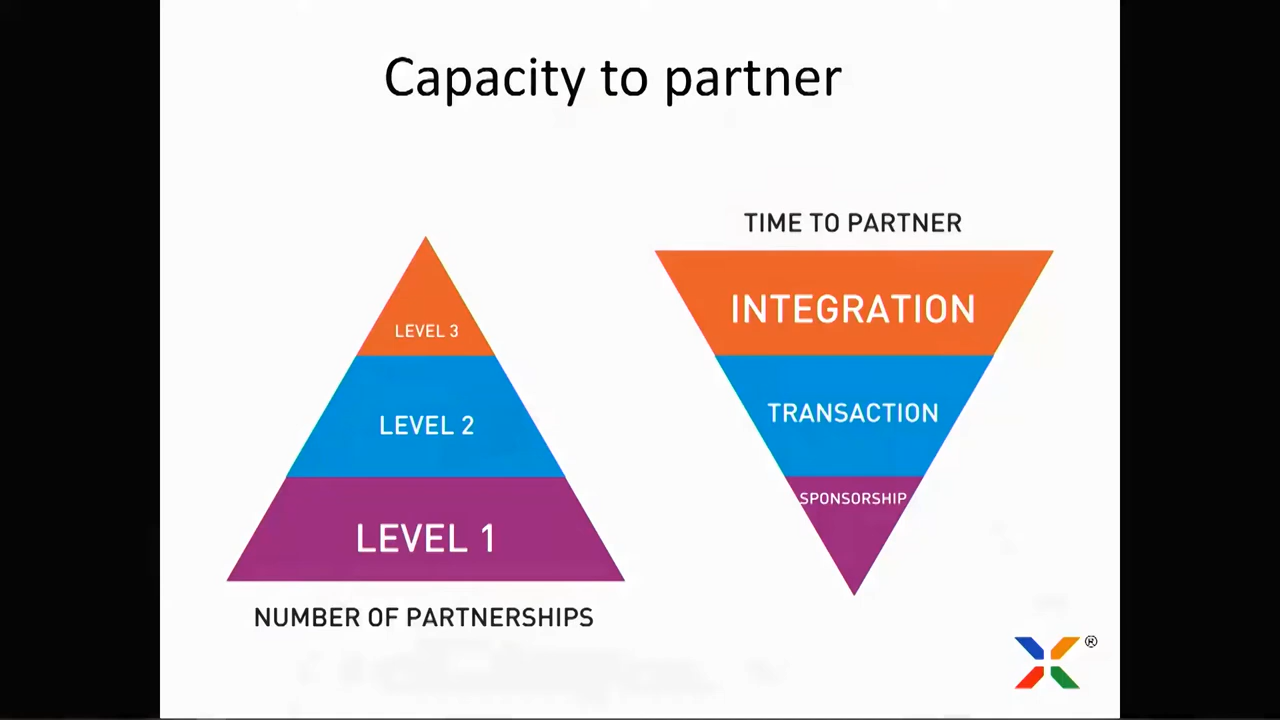 Capacity to partner
LEVEL 3
LEVEL 2
LEVEL 1
NUMBER OF PARTNERSHIPS
TIME TO PARTNER
INTEGRATION
TRANSACTION
SPONSORSHIP
®